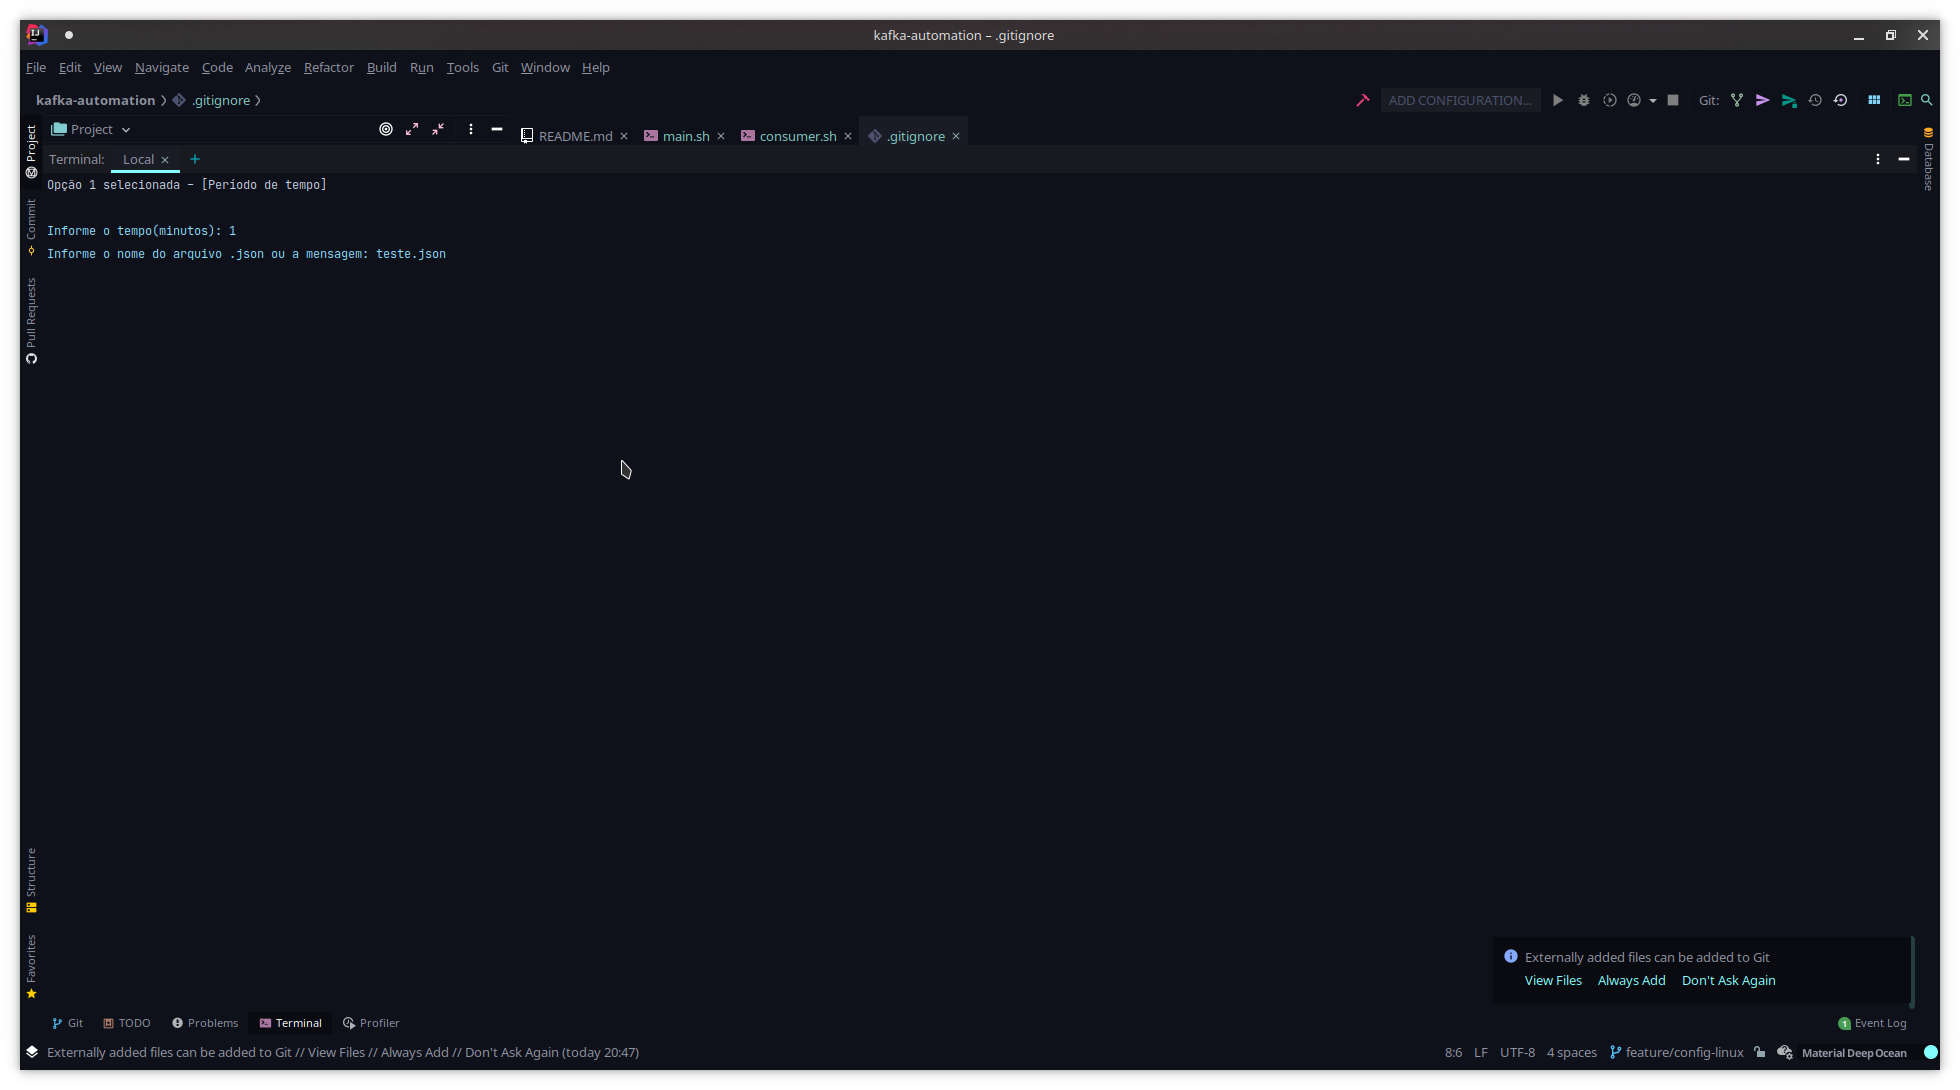 kafka-automation – .gitignore
File Edit View Navigate Code Analyze Refactor Build Run Tools Git Window Help
kafka-automation .gitignore ADD CONFIGURATION... Git:
Project README.md main.sh consumer.sh .gitignore
Terminal: Local
Opção 1 selecionada - [Período de tempo]
Informe o tempo(minutos): 1
Informe o nome do arquivo .json ou a mensagem: teste.json
Project
Commit
Pull Requests
Structure
Favorites
Database
Externally added files can be added to Git
View Files Always Add Don't Ask Again
Git TODO Problems Terminal Profiler 1 Event Log
Externally added files can be added to Git // View Files // Always Add // Don't Ask Again (today 20:47) 8:6 LF UTF-8 4 spaces feature/config-linux Material Deep Ocean